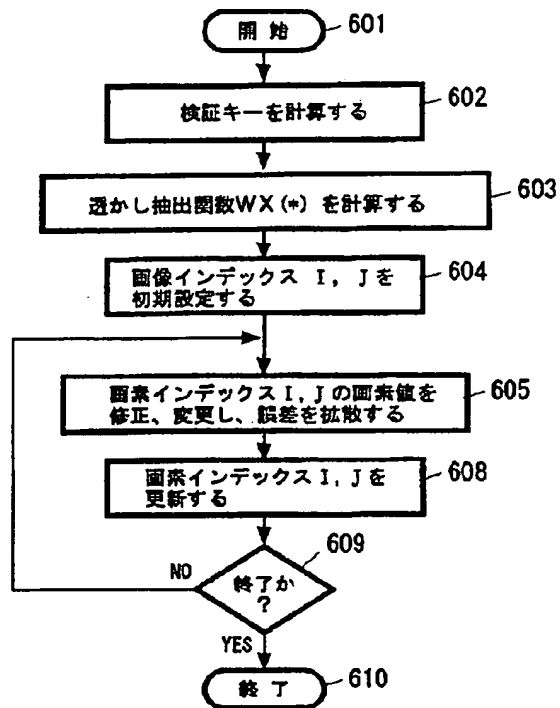 開始
601
検証キーを計算する
602
透かし抽出関数WX(*)を計算する
603
画像インデックス I, Jを
初期設定する
604
画素インデックスI, Jの画素値を
修正、変更し、誤差を拡散する
605
画素インデックスI, Jを
更新する
608
終了か
?
609
NO
YES
終了
610